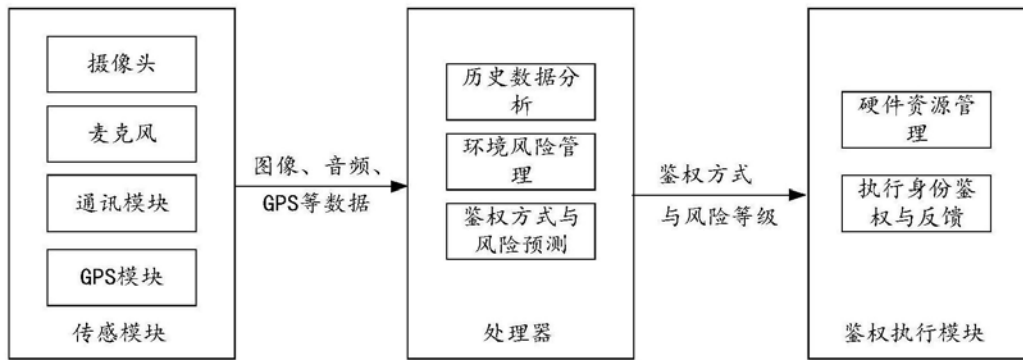 摄像头
麦克风
通讯模块
GPS模块
传感模块
图像、音频、
GPS等数据
历史数据分
析
环境风险管
理
鉴权方式与
风险预测
处理器
鉴权方式
与风险等级
硬件资源管
理
执行身份鉴
权与反馈
鉴权执行模块